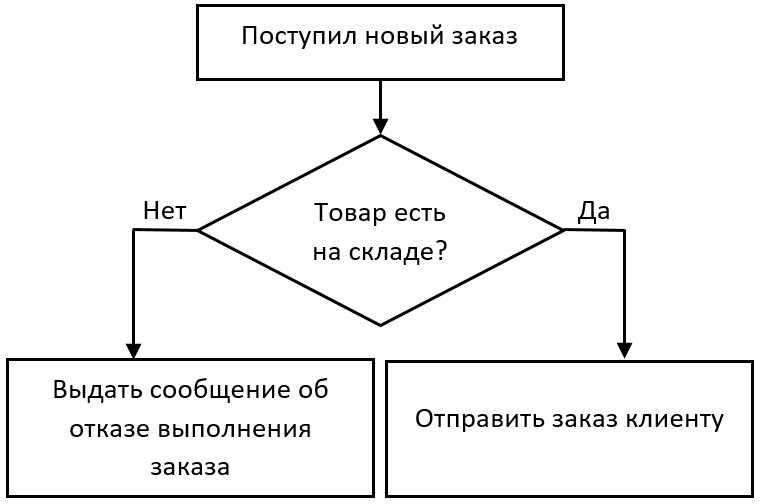 Поступил новый заказ
Нет
Товар есть
на складе?
Да
Выдать сообщение об
отказе выполнения
заказа
Отправить заказ клиенту